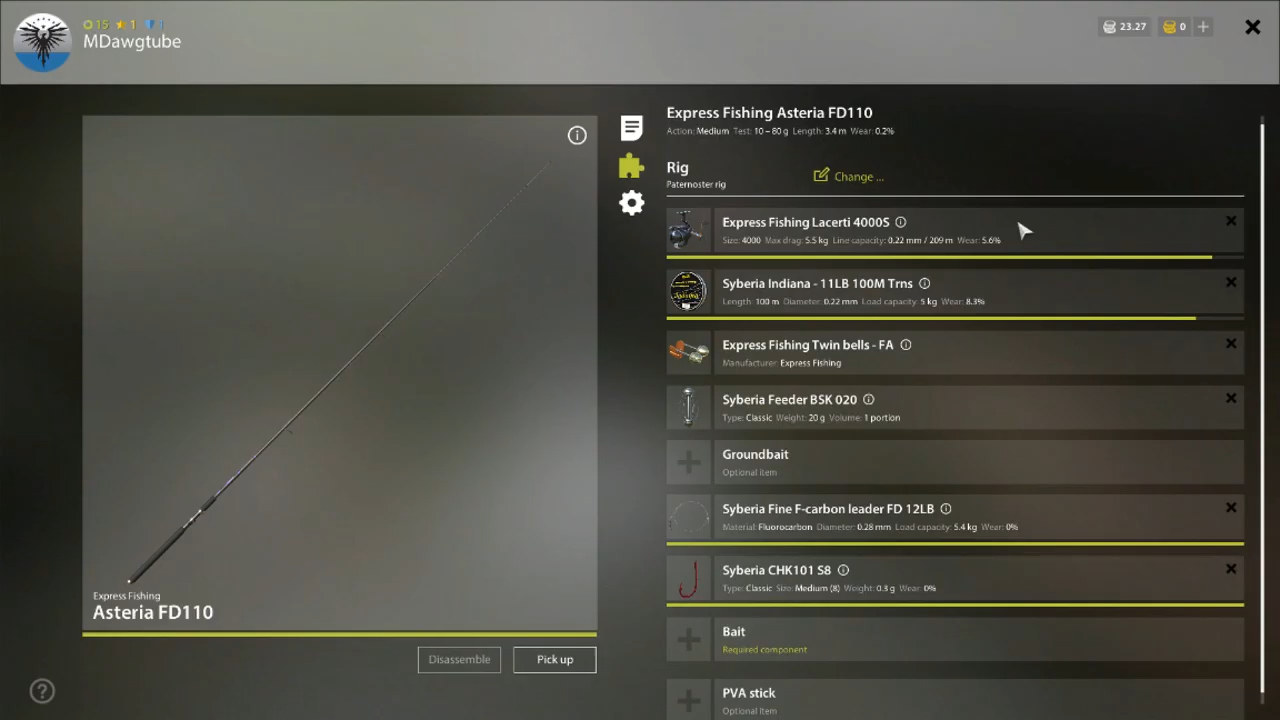 15 1 1
MDawgtube
23.27
0
Express Fishing Asteria FD110
Action: Medium Test: 10 – 80 g Length: 3.4 m Wear: 0.2%
Rig
Paternoster rig
Change ...
Express Fishing Lacerti 4000S
Size: 4000 Max drag: 5.5 kg Line capacity: 0.22 mm / 209 m Wear: 5.6%
Syberia Indiana - 11LB 100M Trns
Length: 100 m Diameter: 0.22 mm Load capacity: 5 kg Wear: 8.3%
Express Fishing Twin bells - FA
Manufacturer: Express Fishing
Syberia Feeder BSK 020
Type: Classic Weight: 20 g Volume: 1 portion
Groundbait
Optional item
Syberia Fine F-carbon leader FD 12LB
Material: Fluorocarbon Diameter: 0.28 mm Load capacity: 5.4 kg Wear: 0%
Syberia CHK101 S8
Type: Classic Size: Medium (8) Weight: 0.3 g Wear: 0%
Bait
Required component
PVA stick
Optional item
Express Fishing
Asteria FD110
Disassemble
Pick up